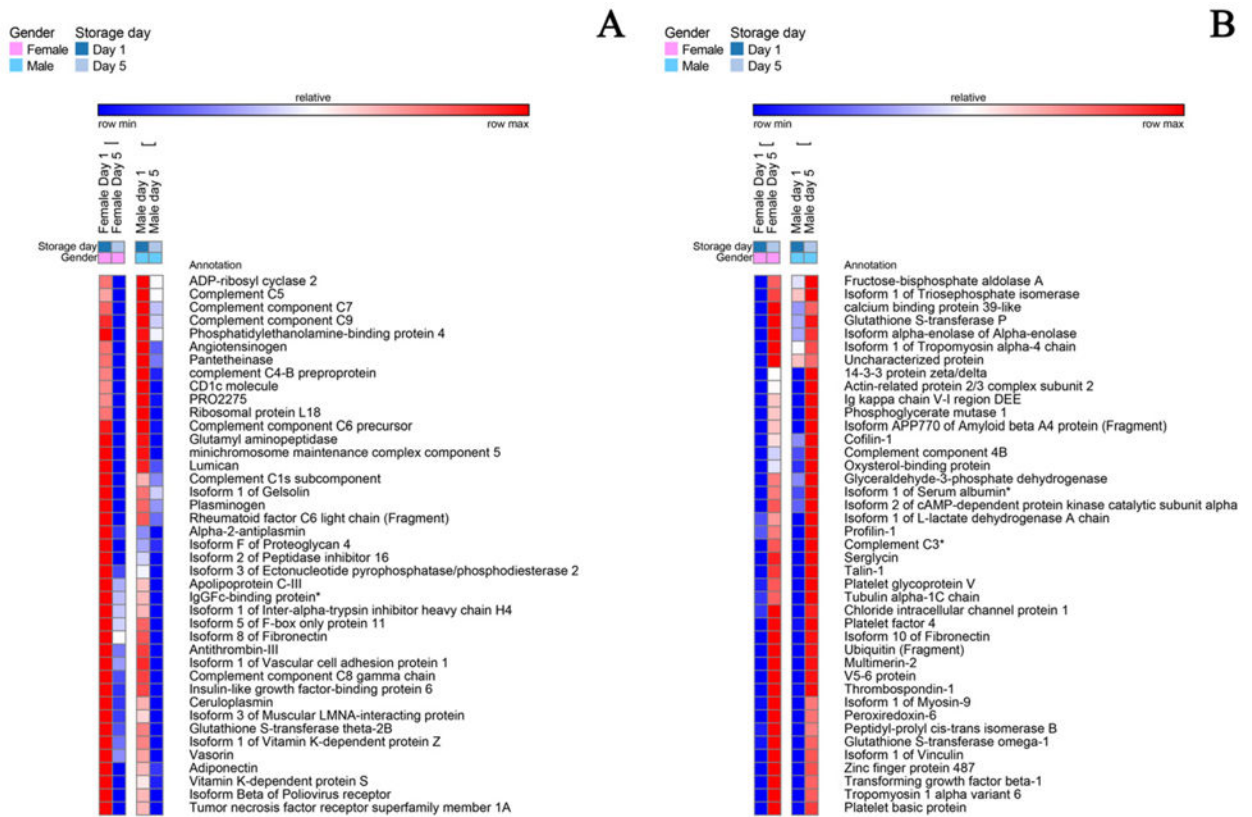 A
Gender Storage day
Female Day 1
Male Day 5
relative
row min row max
Female Day 1
Female Day 5
Male day 1
Male day 5
Storage day
Gender
Annotation
ADP-ribosyl cyclase 2
Complement C5
Complement component C7
Complement component C9
Phosphatidylethanolamine-binding protein 4
Angiotensinogen
Pantetheinase
complement C4-B preproprotein
CD1c molecule
PRO2275
Ribosomal protein L18
Complement component C6 precursor
Glutamyl aminopeptidase
minichromosome maintenance complex component 5
Lumican
Complement C1s subcomponent
Isoform 1 of Gelsolin
Plasminogen
Rheumatoid factor C6 light chain (Fragment)
Alpha-2-antiplasmin
Isoform F of Proteoglycan 4
Isoform 2 of Peptidase inhibitor 16
Isoform 3 of Ectonucleotide pyrophosphatase/phosphodiesterase 2
Apolipoprotein C-III
IgGFc-binding protein*
Isoform 1 of Inter-alpha-trypsin inhibitor heavy chain H4
Isoform 5 of F-box only protein 11
Isoform 8 of Fibronectin
Antithrombin-III
Isoform 1 of Vascular cell adhesion protein 1
Complement component C8 gamma chain
Insulin-like growth factor-binding protein 6
Ceruloplasmin
Isoform 3 of Muscular LMNA-interacting protein
Glutathione S-transferase theta-2B
Isoform 1 of Vitamin K-dependent protein Z
Vasorin
Adiponectin
Vitamin K-dependent protein S
Isoform Beta of Poliovirus receptor
Tumor necrosis factor receptor superfamily member 1A
B
Gender Storage day
Female Day 1
Male Day 5
relative
row min row max
Female Day 1
Female Day 5
Male day 1
Male day 5
Storage day
Gender
Annotation
Fructose-bisphosphate aldolase A
Isoform 1 of Triosephosphate isomerase
calcium binding protein 39-like
Glutathione S-transferase P
Isoform alpha-enolase of Alpha-enolase
Isoform 1 of Tropomyosin alpha-4 chain
Uncharacterized protein
14-3-3 protein zeta/delta
Actin-related protein 2/3 complex subunit 2
Ig kappa chain V-I region DEE
Phosphoglycerate mutase 1
Isoform APP770 of Amyloid beta A4 protein (Fragment)
Cofilin-1
Complement component 4B
Oxysterol-binding protein
Glyceraldehyde-3-phosphate dehydrogenase
Isoform 1 of Serum albumin*
Isoform 2 of cAMP-dependent protein kinase catalytic subunit alpha
Isoform 1 of L-lactate dehydrogenase A chain
Profilin-1
Complement C3*
Serglycin
Talin-1
Platelet glycoprotein V
Tubulin alpha-1C chain
Chloride intracellular channel protein 1
Platelet factor 4
Isoform 10 of Fibronectin
Ubiquitin (Fragment)
Multimerin-2
V5-6 protein
Thrombospondin-1
Isoform 1 of Myosin-9
Peroxiredoxin-6
Peptidyl-prolyl cis-trans isomerase B
Glutathione S-transferase omega-1
Isoform 1 of Vinculin
Zinc finger protein 487
Transforming growth factor beta-1
Tropomyosin 1 alpha variant 6
Platelet basic protein